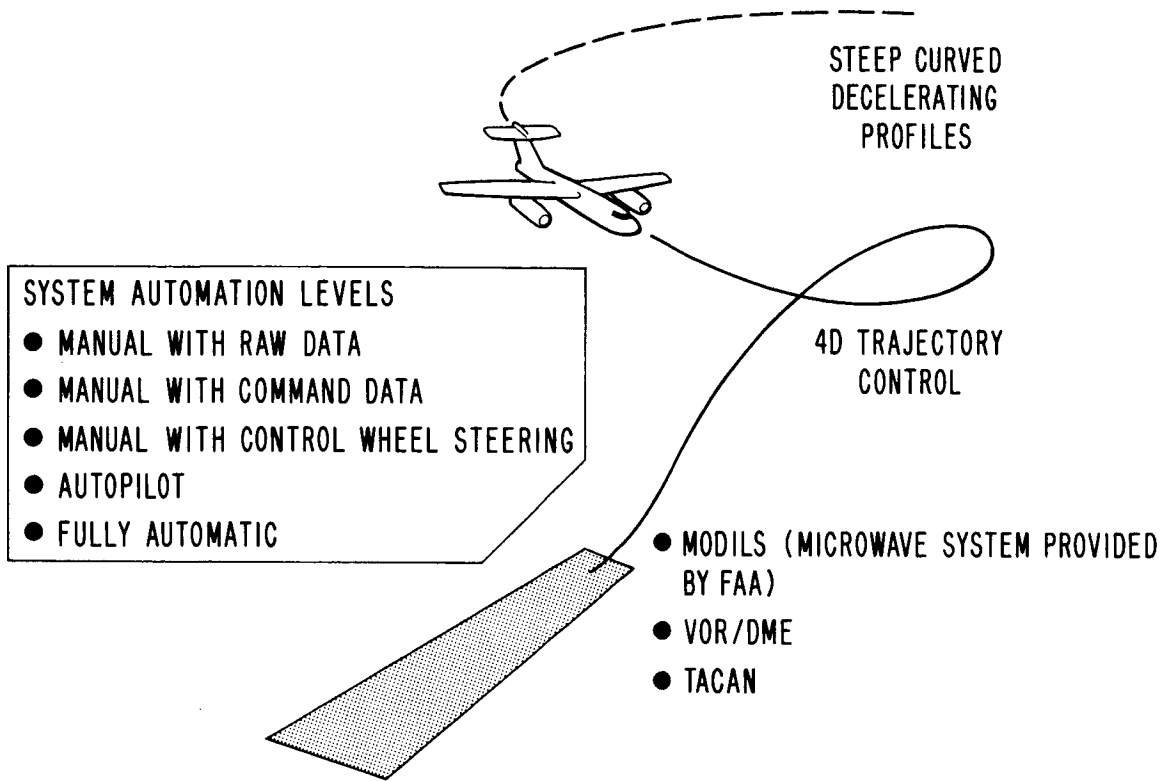 STEEP CURVED
DECELERATING
PROFILES
SYSTEM AUTOMATION LEVELS
● MANUAL WITH RAW DATA
● MANUAL WITH COMMAND DATA
● MANUAL WITH CONTROL WHEEL STEERING
● AUTOPILOT
● FULLY AUTOMATIC
4D TRAJECTORY
CONTROL
● MODILS (MICROWAVE SYSTEM PROVIDED
BY FAA)
● VOR/DME
● TACAN